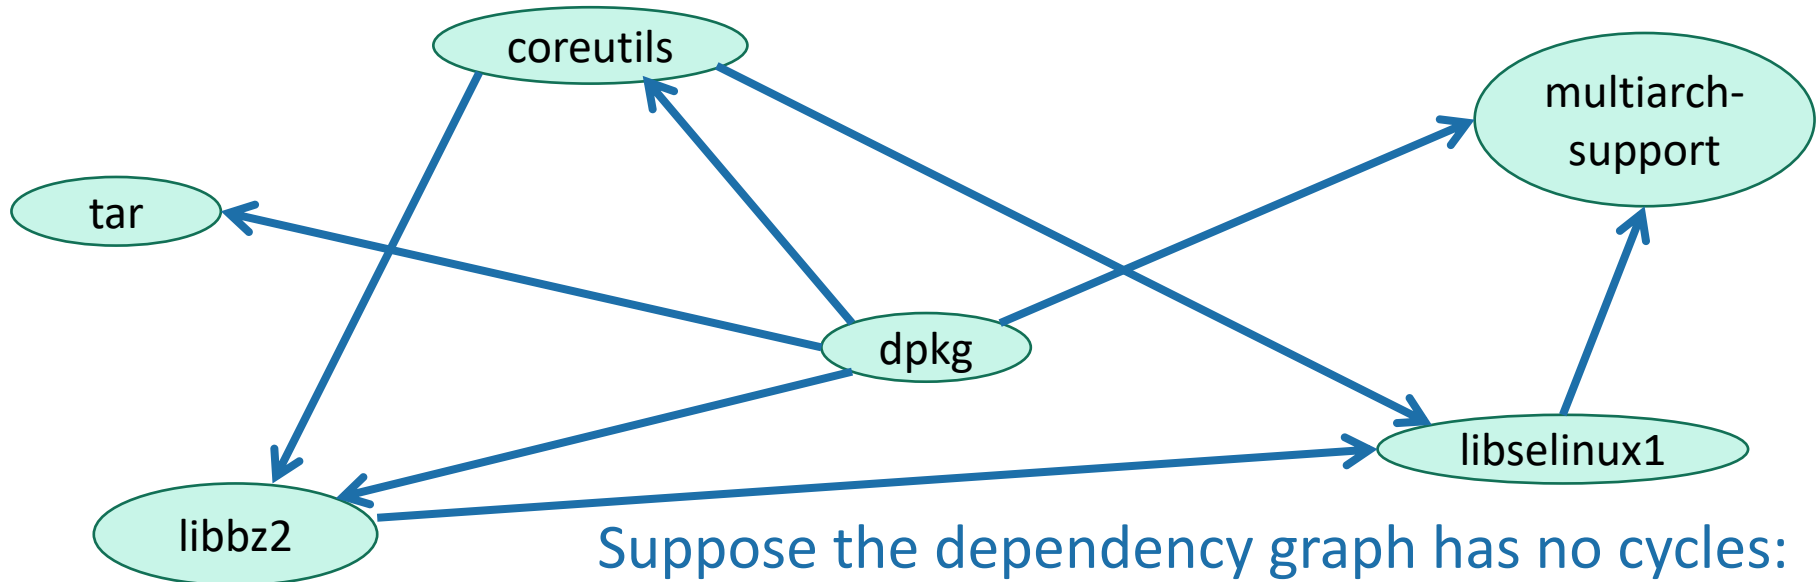 coreutils
multiarch-
support
tar
dpkg
libselinux1
libbz2
Suppose the dependency graph has no cycles: